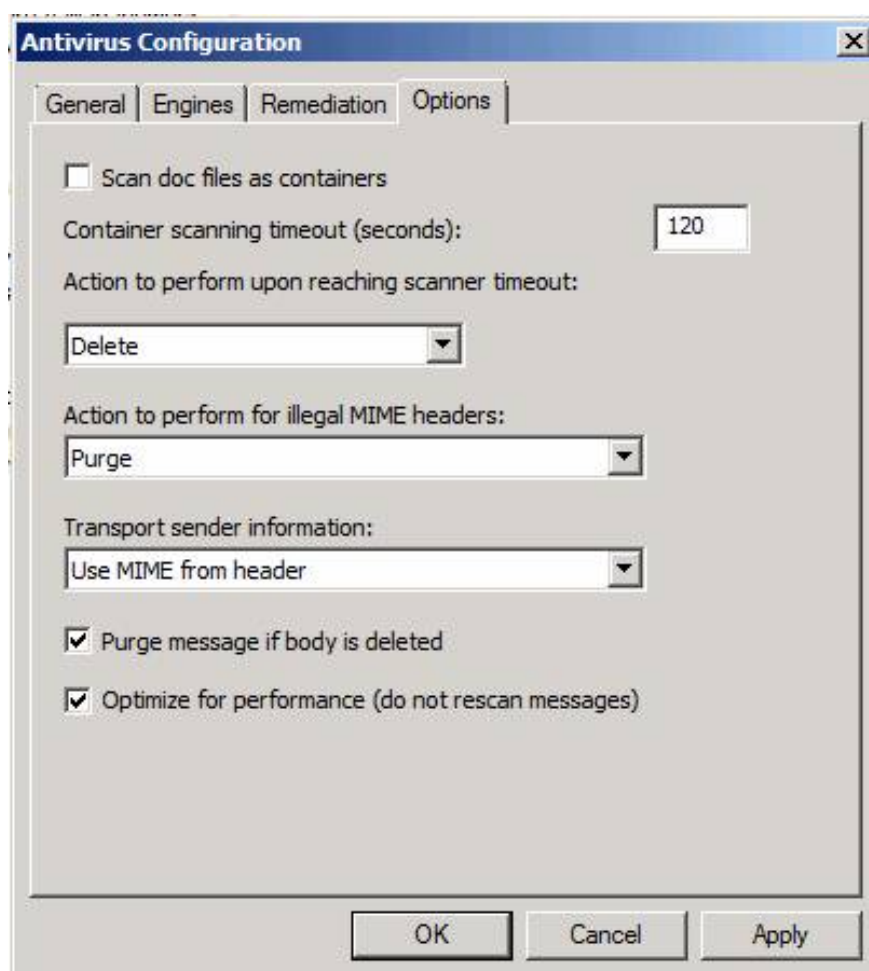 Antivirus Configuration
General Engines Remediation Options
Scan doc files as containers
Container scanning timeout (seconds): 120
Action to perform upon reaching scanner timeout:
Delete
Action to perform for illegal MIME headers:
Purge
Transport sender information:
Use MIME from header
Purge message if body is deleted
Optimize for performance (do not rescan messages)
OK Cancel Apply